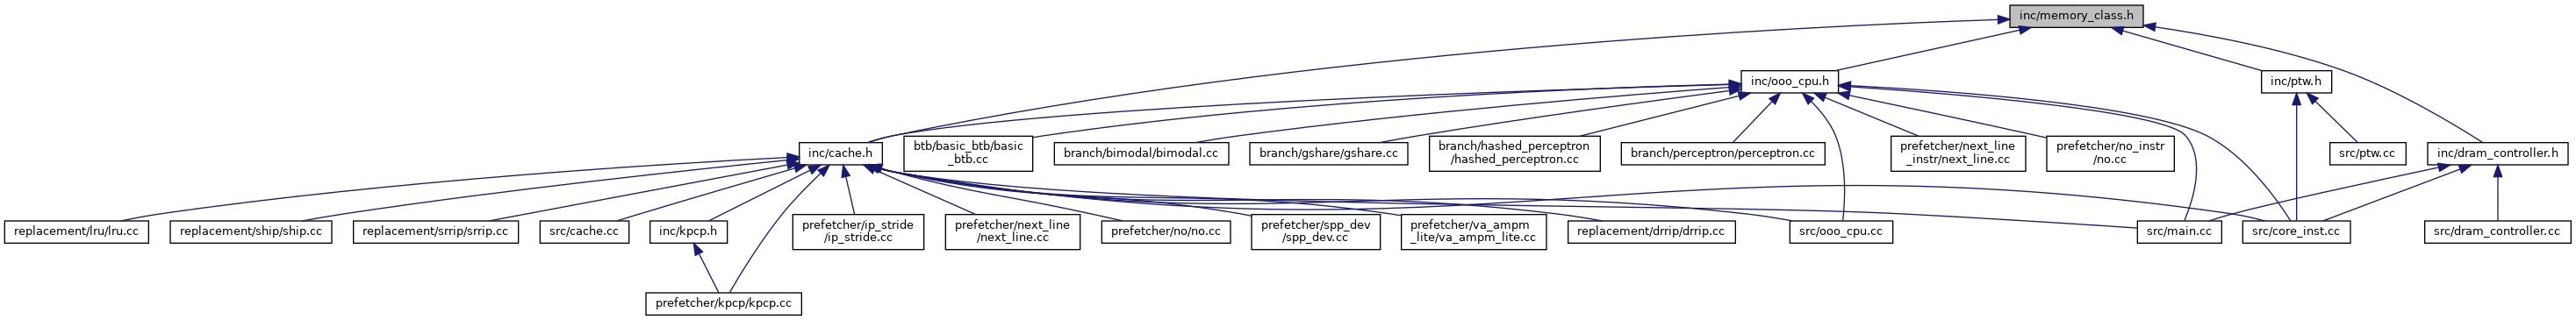 inc/memory_class.h
inc/ooo_cpu.h
inc/ptw.h
inc/cache.h
btb/basic_btb/basic
_btb.cc
branch/bimodal/bimodal.cc
branch/gshare/gshare.cc
branch/hashed_perceptron
/hashed_perceptron.cc
branch/perceptron/perceptron.cc
prefetcher/next_line
_instr/next_line.cc
prefetcher/no_instr
/no.cc
src/ptw.cc
inc/dram_controller.h
replacement/lru/lru.cc
replacement/ship/ship.cc
replacement/srrip/srrip.cc
src/cache.cc
inc/kpcp.h
prefetcher/ip_stride
/ip_stride.cc
prefetcher/next_line
/next_line.cc
prefetcher/no/no.cc
prefetcher/spp_dev
/spp_dev.cc
prefetcher/va_ampm
_lite/va_ampm_lite.cc
replacement/drrip/drrip.cc
src/ooo_cpu.cc
src/main.cc
src/core_inst.cc
src/dram_controller.cc
prefetcher/kpcp/kpcp.cc